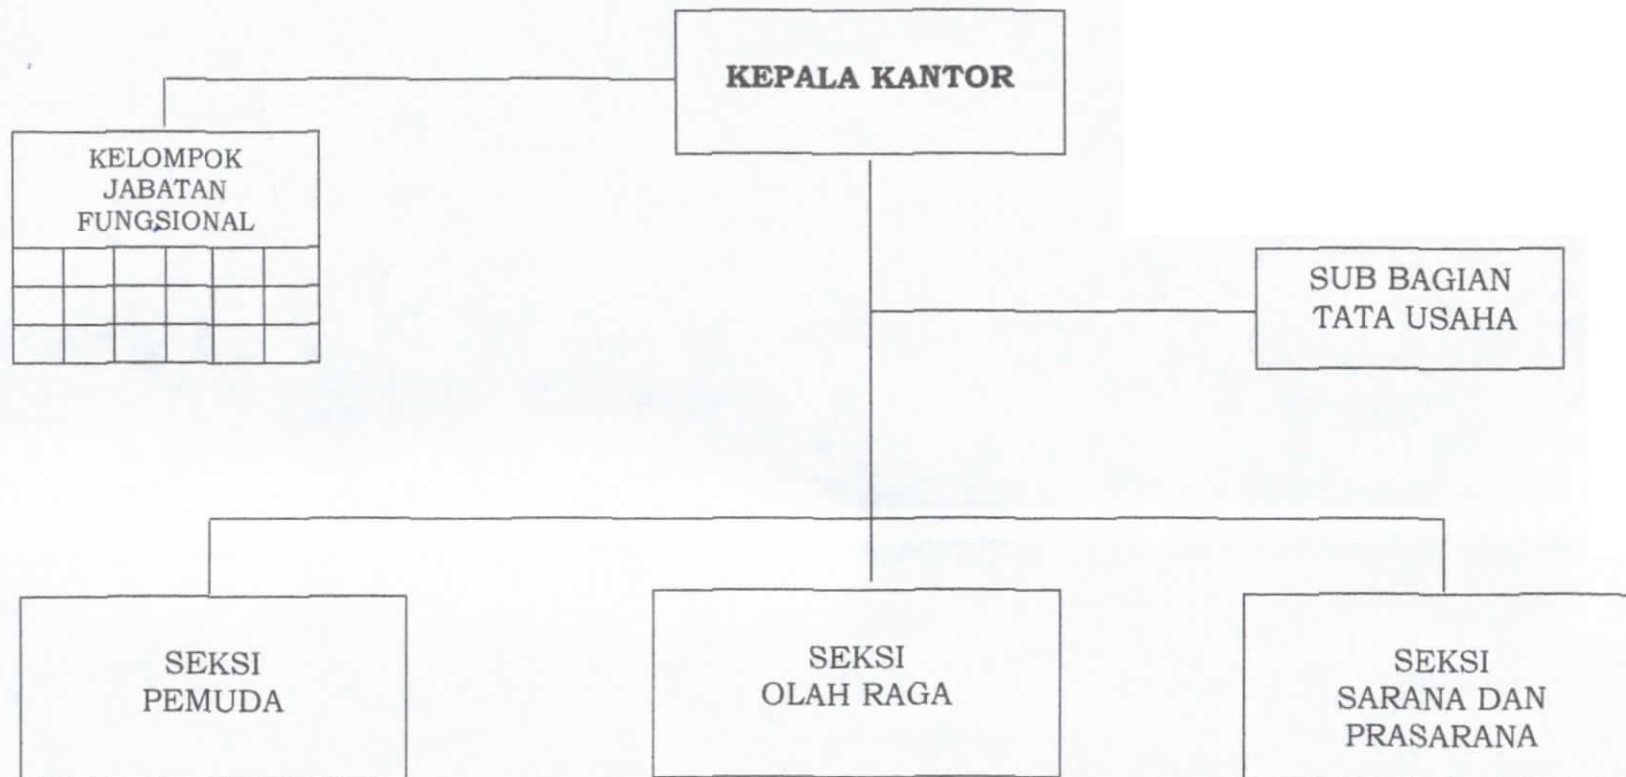 KEPALA KANTOR
KELOMPOK
JABATAN
FUNGSIONAL
SUB BAGIAN
TATA USAHA
SEKSI
PEMUDA
SEKSI
OLAH RAGA
SEKSI
SARANA DAN
PRASARANA